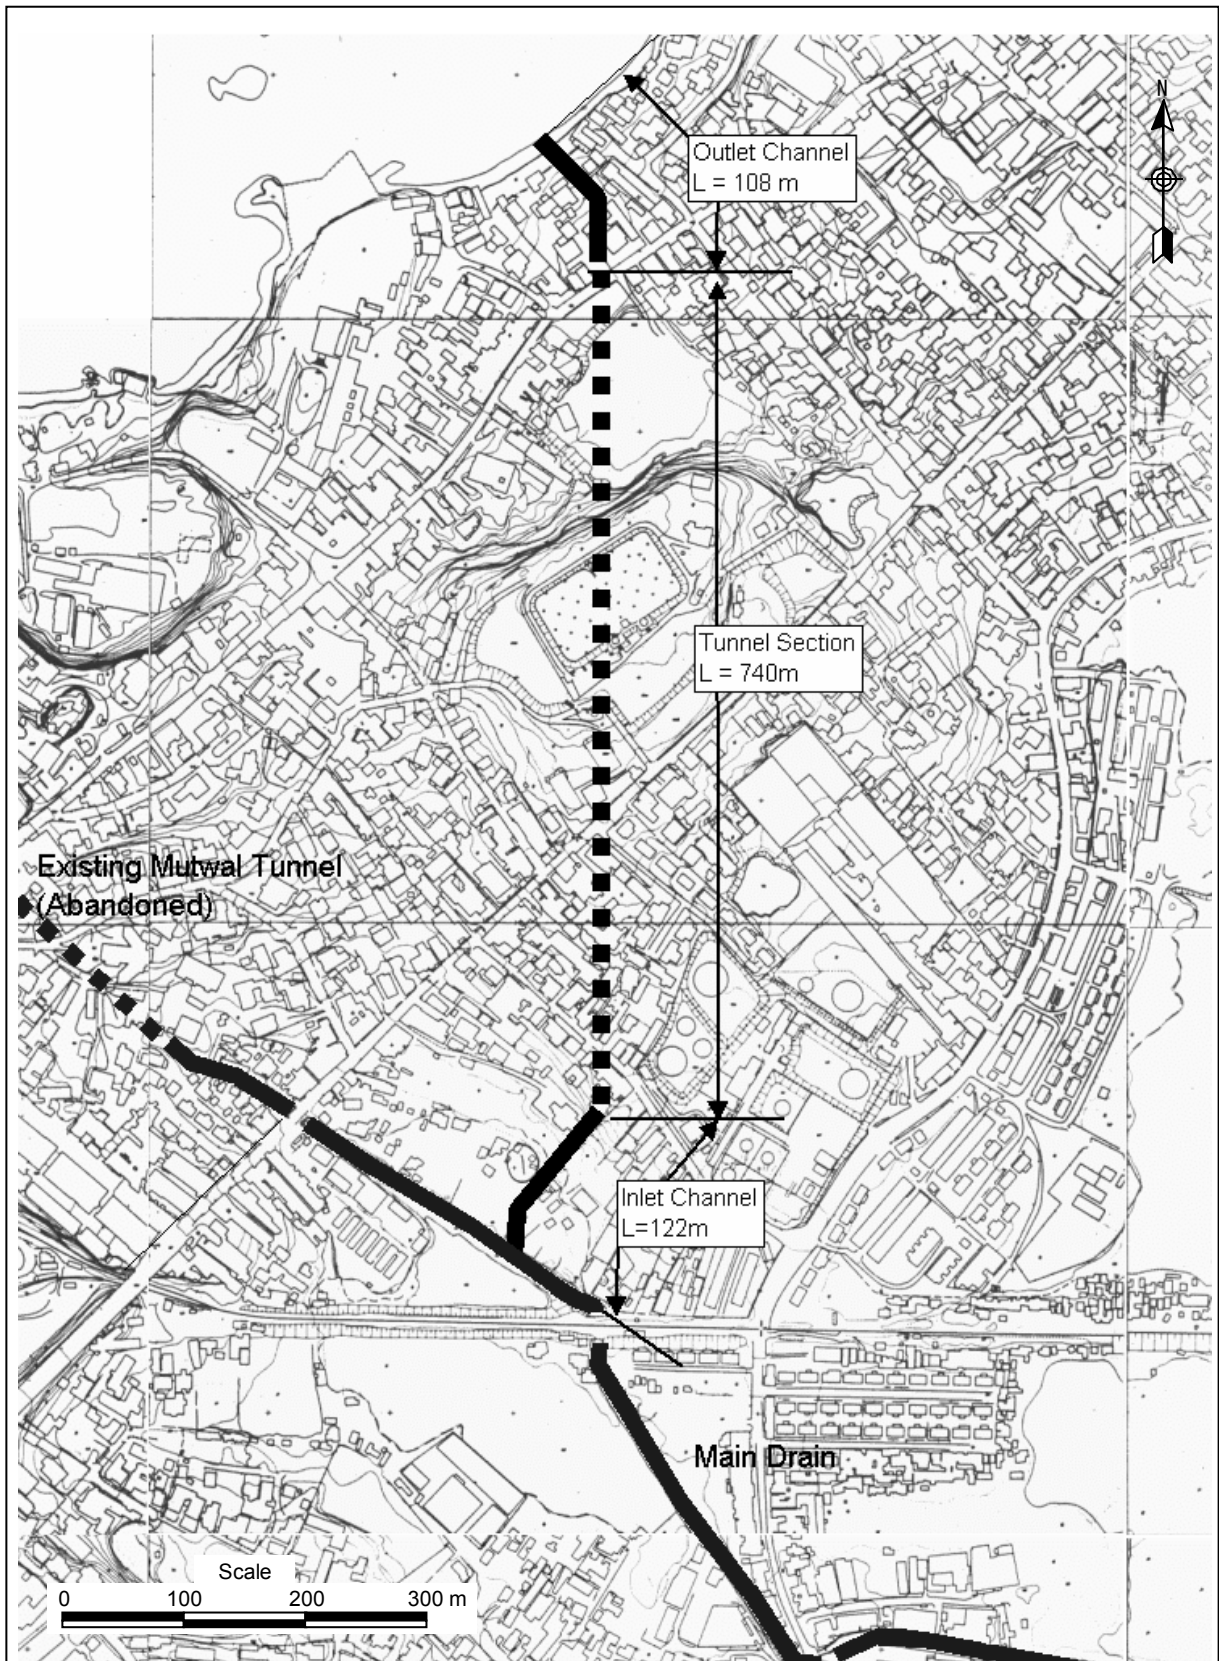 N
Outlet Channel
L = 108 m
Tunnel Section
L = 740m
Existing Mutwal Tunnel
(Abandoned)
Inlet Channel
L=122m
Main Drain
Scale
0 100 200 300 m